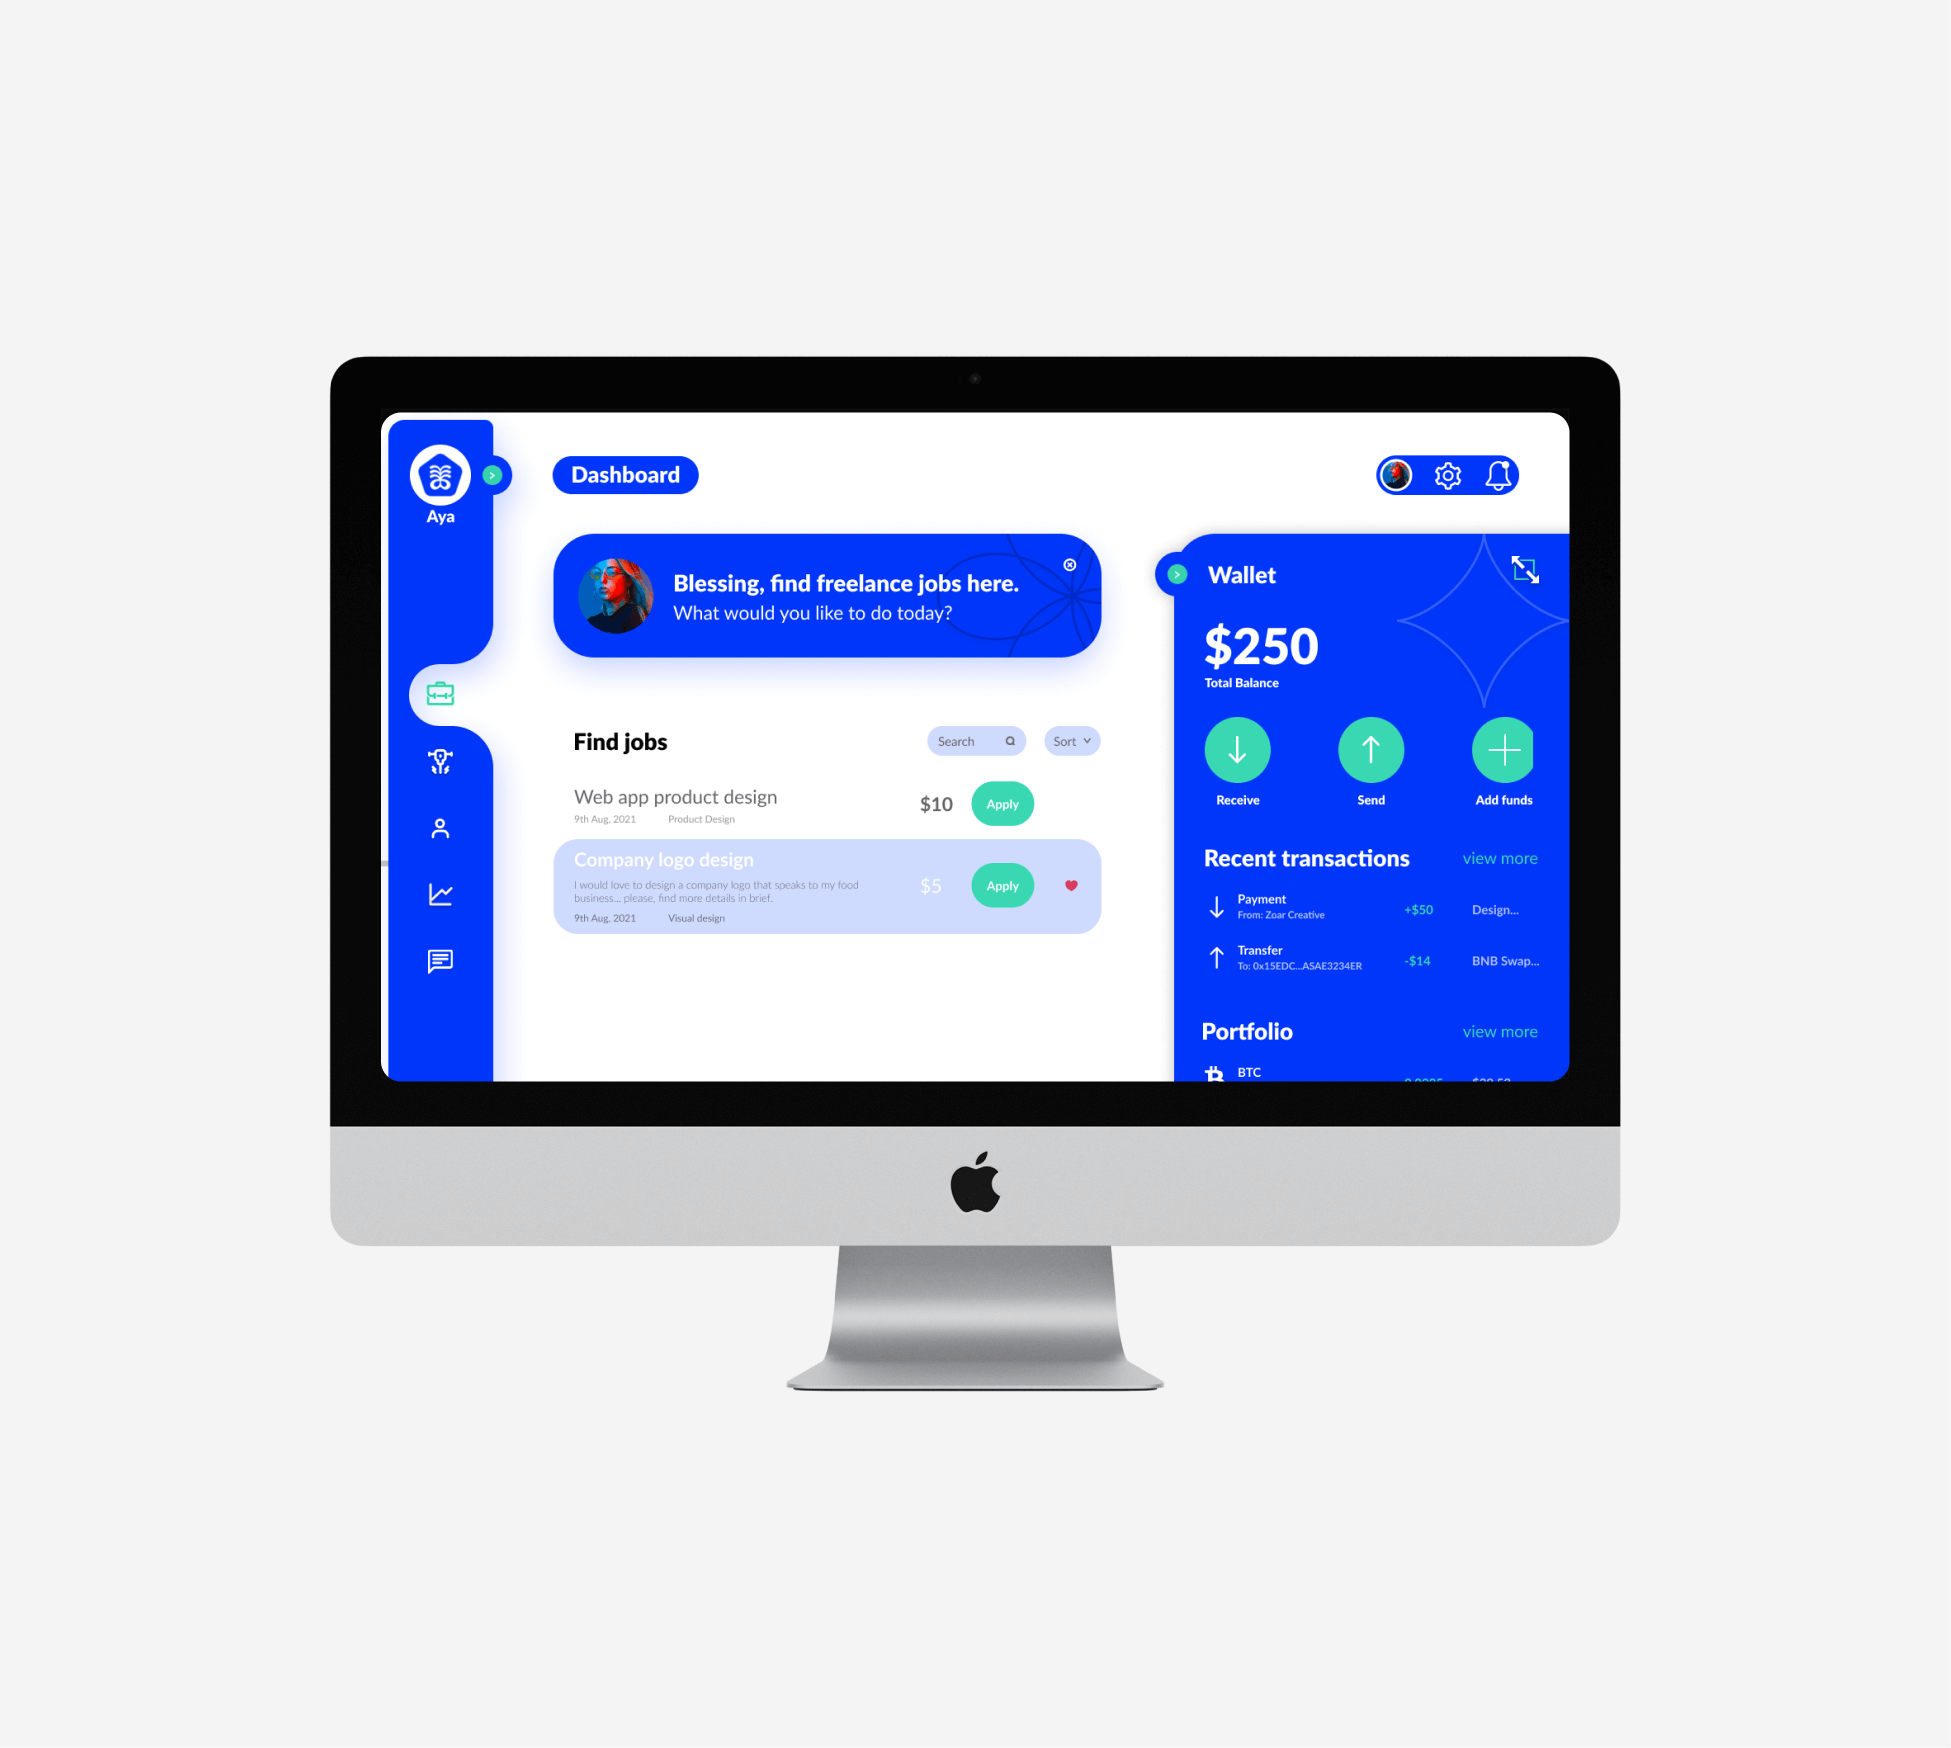 Aya
Dashboard
Blessing, find freelance jobs here.
What would you like to do today?
Find jobs
Search
Sort
Web app product design
9th Aug, 2021 Product Design
$10
Apply
Company logo design
I would love to design a company logo that speaks to my food
business... please, find more details in brief.
9th Aug, 2021 Visual design
$5
Apply
Wallet
$250
Total Balance
Receive
Send
Add funds
Recent transactions
view more
Payment
From: Zoar Creative
+$50
Design...
Transfer
To: 0x15EDC...ASAE3234ER
-$14
BNB Swap...
Portfolio
view more
BTC